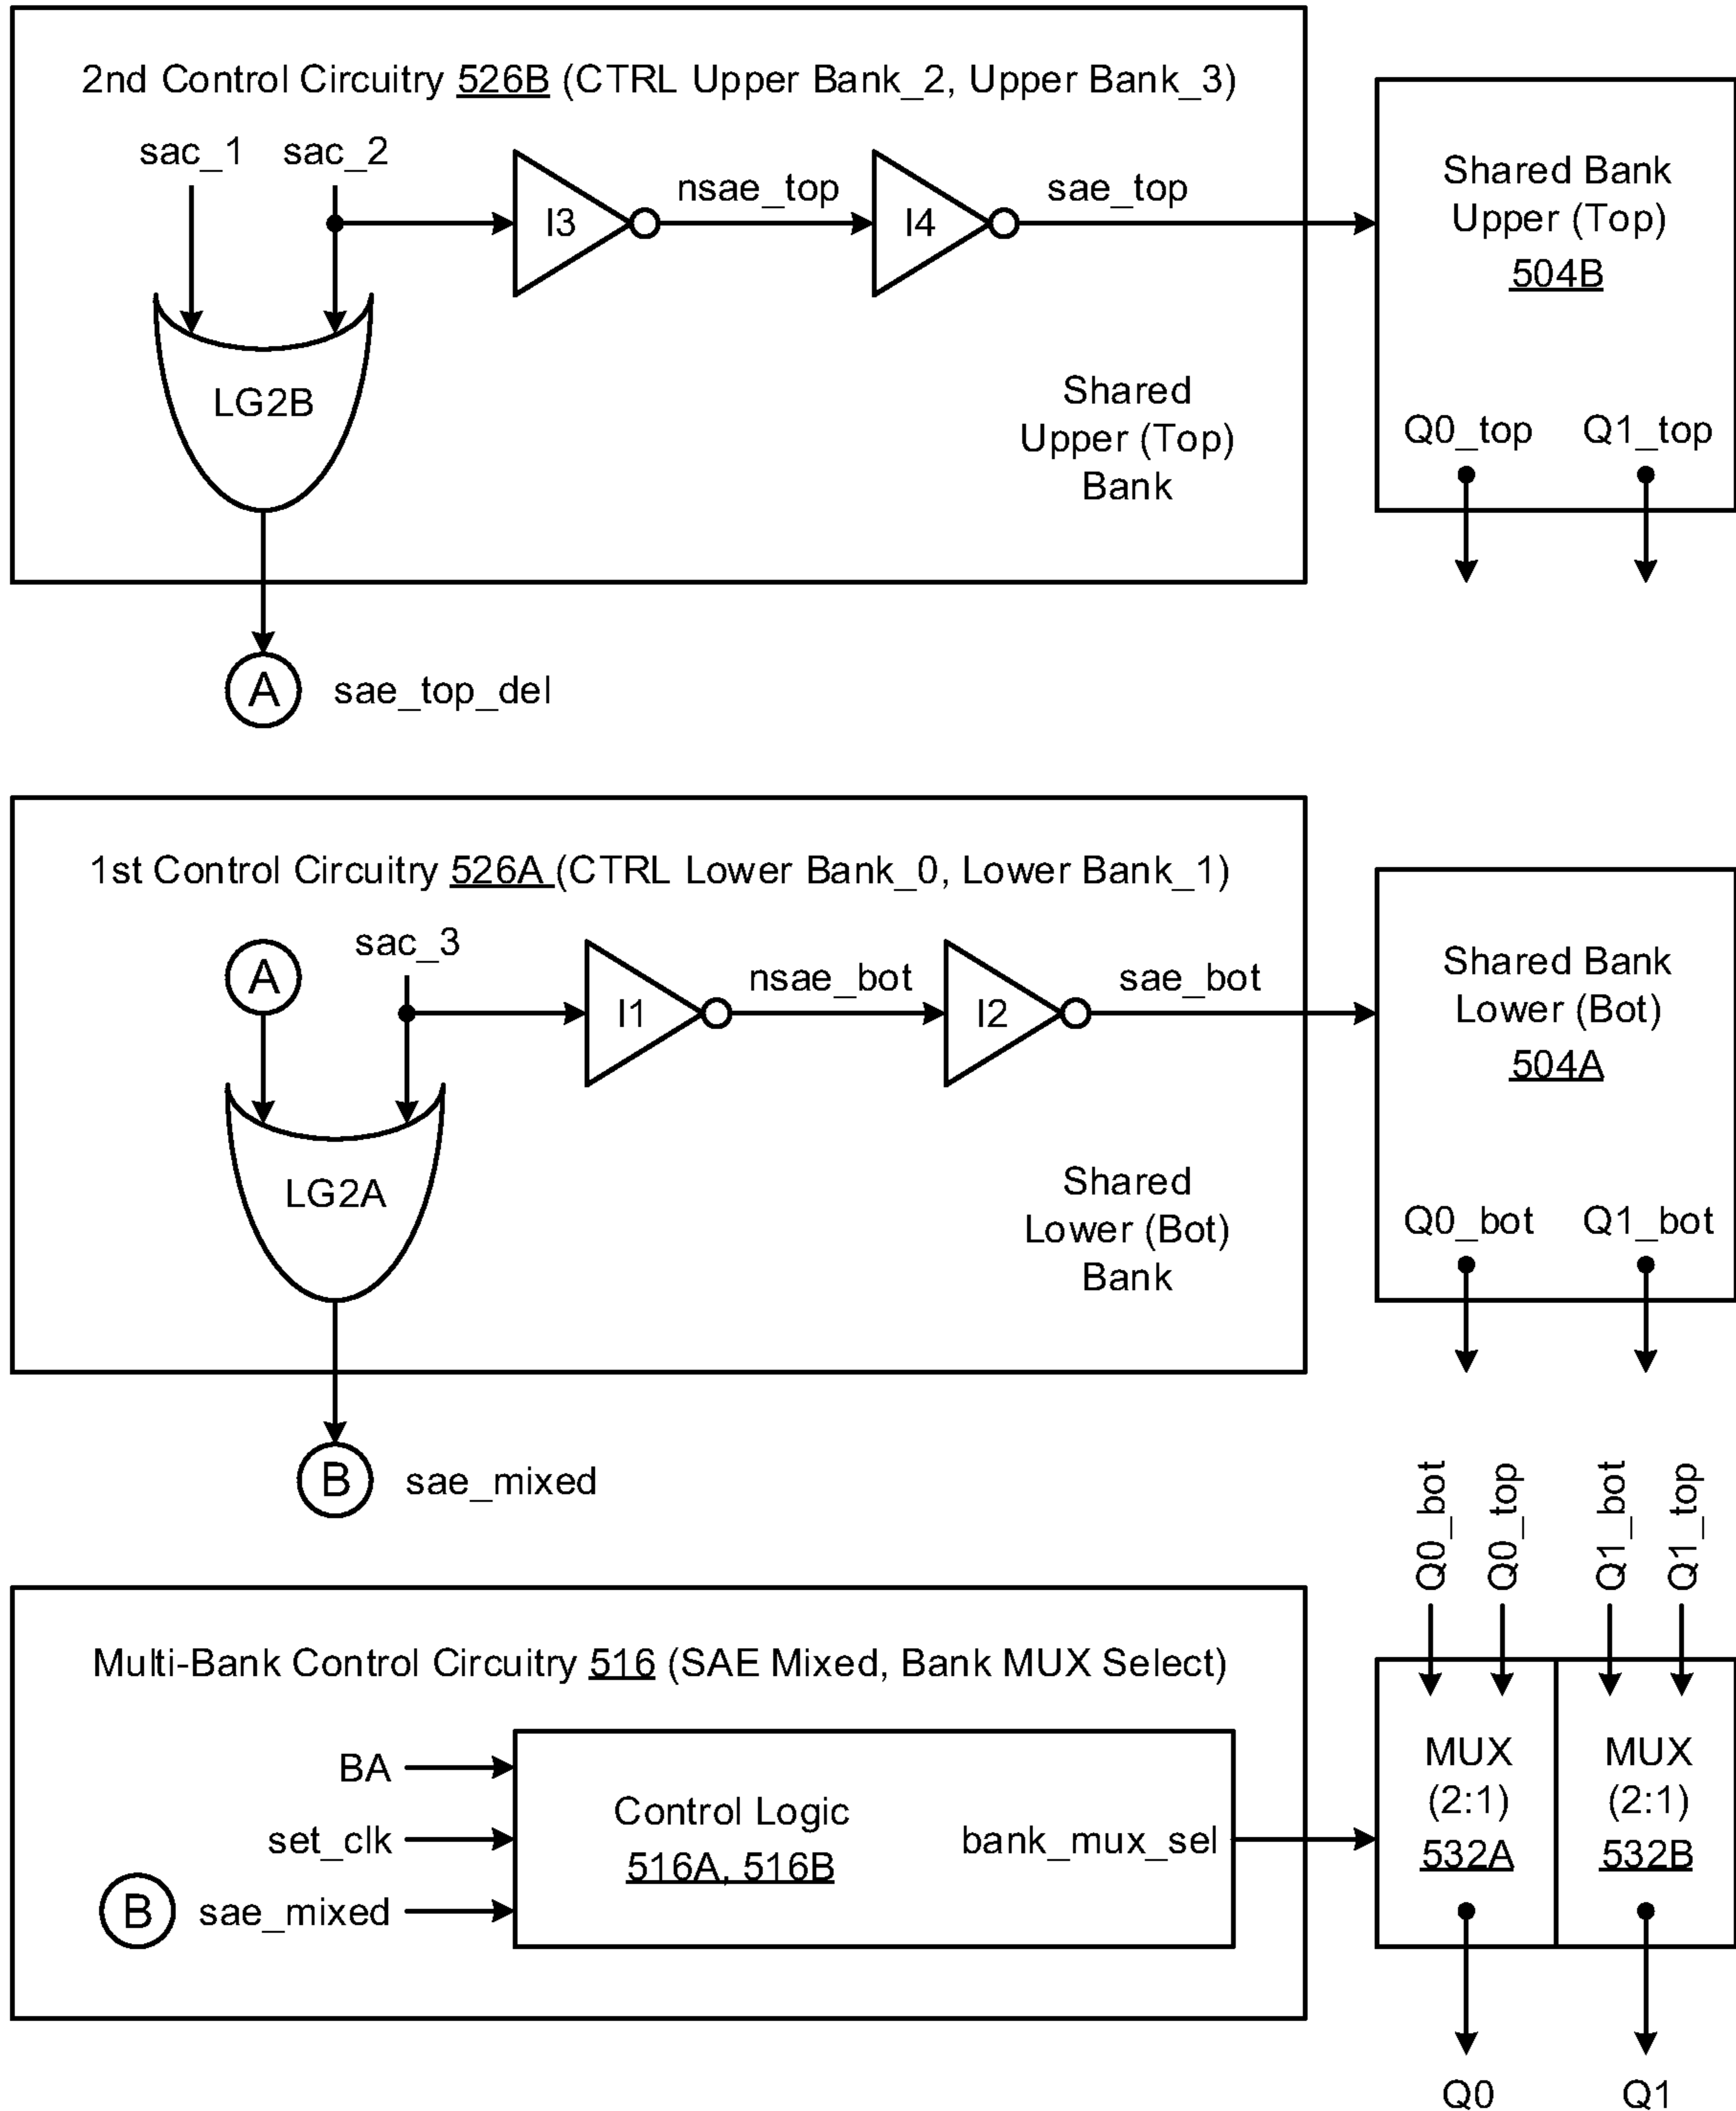 2nd Control Circuitry 526B (CTRL Upper Bank_2, Upper Bank_3)
sac_1
sac_2
I3
nsae_top
I4
sae_top
LG2B
Shared
Upper (Top)
Bank
A
sae_top_del
Shared Bank
Upper (Top)
504B
Q0_top
Q1_top
1st Control Circuitry 526A (CTRL Lower Bank_0, Lower Bank_1)
A
sac_3
I1
nsae_bot
I2
sae_bot
LG2A
Shared
Lower (Bot)
Bank
B
sae_mixed
Shared Bank
Lower (Bot)
504A
Q0_bot
Q1_bot
Multi-Bank Control Circuitry 516 (SAE Mixed, Bank MUX Select)
BA
set_clk
B
sae_mixed
Control Logic
516A, 516B
bank_mux_sel
Q0_bot
Q0_top
Q1_bot
Q1_top
MUX
(2:1)
532A
MUX
(2:1)
532B
Q0
Q1